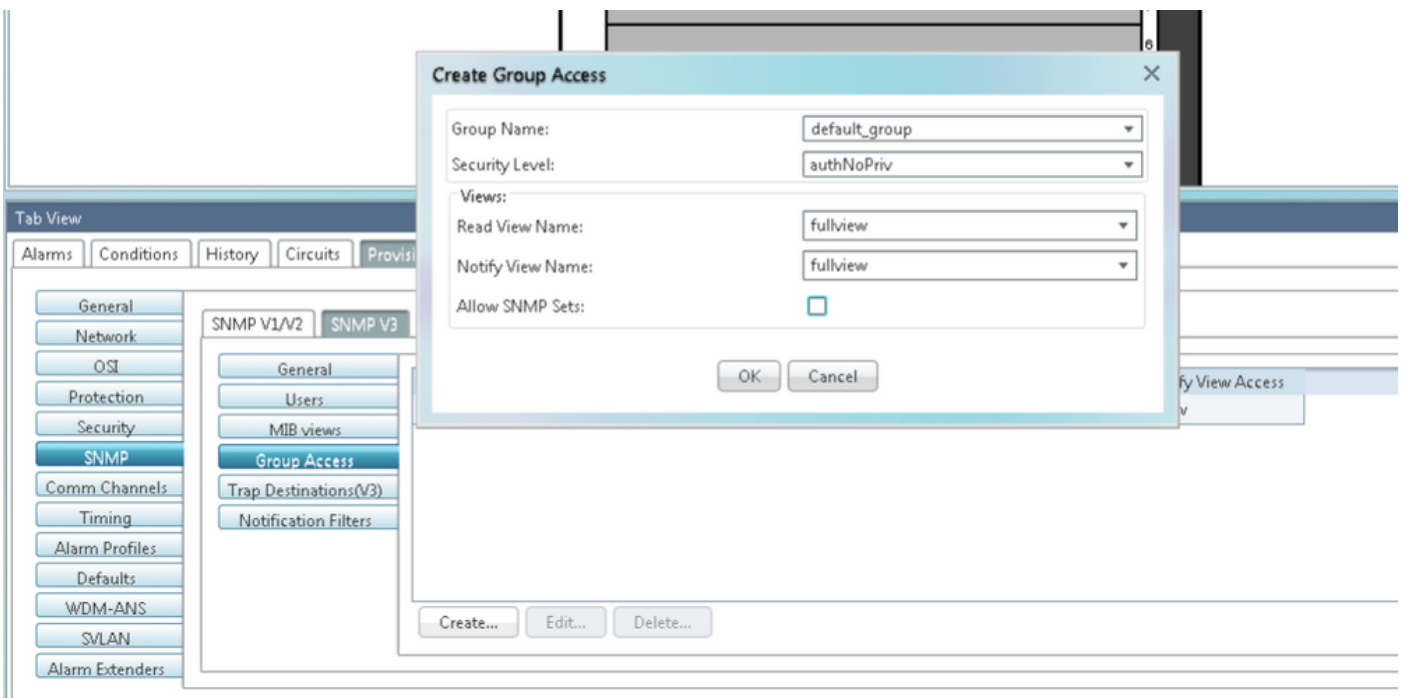 6
Create Group Access
Group Name: default_group
Security Level: authNoPriv
Views:
Read View Name: fullview
Notify View Name: fullview
Allow SNMP Sets:
OK Cancel
Tab View
Alarms Conditions History Circuits Provisi
General
Network
OSI
Protection
Security
SNMP
Comm Channels
Timing
Alarm Profiles
Defaults
WDM-ANS
SVLAN
Alarm Extenders
SNMP V1/V2 SNMP V3
General
Users
MIB views
Group Access
Trap Destinations(V3)
Notification Filters
fy View Access
v
Create... Edit... Delete...